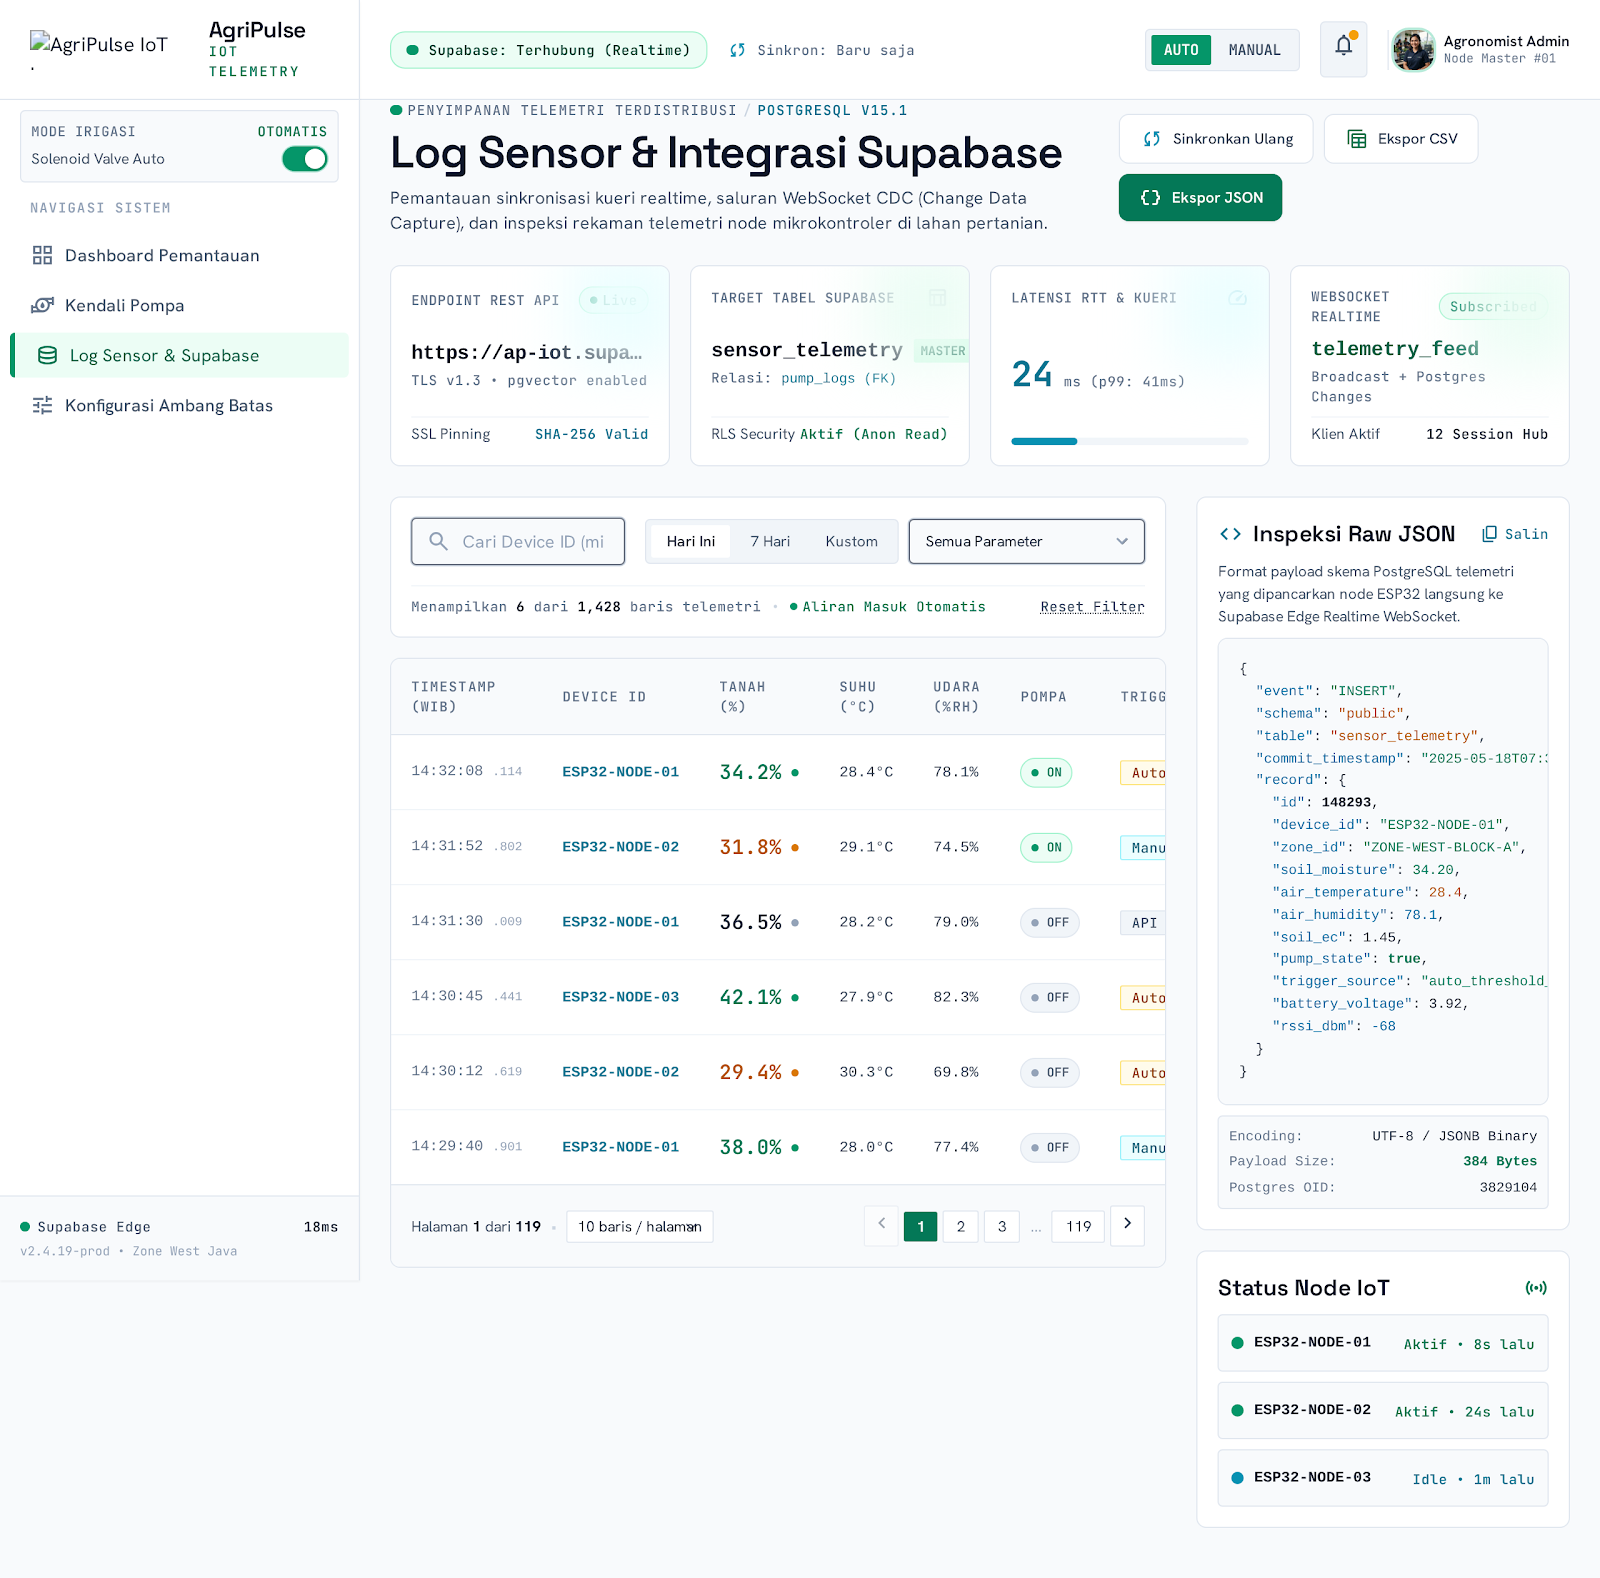 AgriPulse IoT
.
AgriPulse
IOT
TELEMETRY
Supabase: Terhubung (Realtime)
Sinkron: Baru saja
AUTO
MANUAL
Agronomist Admin
Node Master #01
MODE IRIGASI
OTOMATIS
Solenoid Valve Auto
NAVIGASI SISTEM
Dashboard Pemantauan
Kendali Pompa
Log Sensor & Supabase
Konfigurasi Ambang Batas
Supabase Edge
18ms
v2.4.19-prod • Zone West Java
PENYIMPANAN TELEMETRI TERDISTRIBUSI / POSTGRESQL V15.1
Log Sensor & Integrasi Supabase
Pemantauan sinkronisasi kueri realtime, saluran WebSocket CDC (Change Data
Capture), dan inspeksi rekaman telemetri node mikrokontroler di lahan pertanian.
Sinkronkan Ulang
Ekspor CSV
Ekspor JSON
ENDPOINT REST API
Live
https://ap-iot.supa…
TLS v1.3 • pgvector enabled
SSL Pinning
SHA-256 Valid
TARGET TABEL SUPABASE
sensor_telemetry
MASTER
Relasi: pump_logs (FK)
RLS Security
Aktif (Anon Read)
LATENSI RTT & KUERI
24 ms (p99: 41ms)
WEBSOCKET
REALTIME
Subscribed
telemetry_feed
Broadcast + Postgres
Changes
Klien Aktif
12 Session Hub
Cari Device ID (mi
Hari Ini
7 Hari
Kustom
Semua Parameter
Menampilkan 6 dari 1,428 baris telemetri • Aliran Masuk Otomatis
Reset Filter
TIMESTAMP
(WIB)
DEVICE ID
TANAH
(%)
SUHU
(°C)
UDARA
(%RH)
POMPA
TRIGG
14:32:08 .114 ESP32-NODE-01 34.2% 28.4°C 78.1% ON Auto
14:31:52 .802 ESP32-NODE-02 31.8% 29.1°C 74.5% ON Manu
14:31:30 .009 ESP32-NODE-01 36.5% 28.2°C 79.0% OFF API
14:30:45 .441 ESP32-NODE-03 42.1% 27.9°C 82.3% OFF Auto
14:30:12 .619 ESP32-NODE-02 29.4% 30.3°C 69.8% OFF Auto
14:29:40 .901 ESP32-NODE-01 38.0% 28.0°C 77.4% OFF Manu
Halaman 1 dari 119 • 10 baris / halaman
1 2 3 … 119
Inspeksi Raw JSON
Salin
Format payload skema PostgreSQL telemetri
yang dipancarkan node ESP32 langsung ke
Supabase Edge Realtime WebSocket.
{
"event": "INSERT",
"schema": "public",
"table": "sensor_telemetry",
"commit_timestamp": "2025-05-18T07:3
"record": {
"id": 148293,
"device_id": "ESP32-NODE-01",
"zone_id": "ZONE-WEST-BLOCK-A",
"soil_moisture": 34.20,
"air_temperature": 28.4,
"air_humidity": 78.1,
"soil_ec": 1.45,
"pump_state": true,
"trigger_source": "auto_threshold_
"battery_voltage": 3.92,
"rssi_dbm": -68
}
}
Encoding: UTF-8 / JSONB Binary
Payload Size: 384 Bytes
Postgres OID: 3829104
Status Node IoT
ESP32-NODE-01 Aktif • 8s lalu
ESP32-NODE-02 Aktif • 24s lalu
ESP32-NODE-03 Idle • 1m lalu